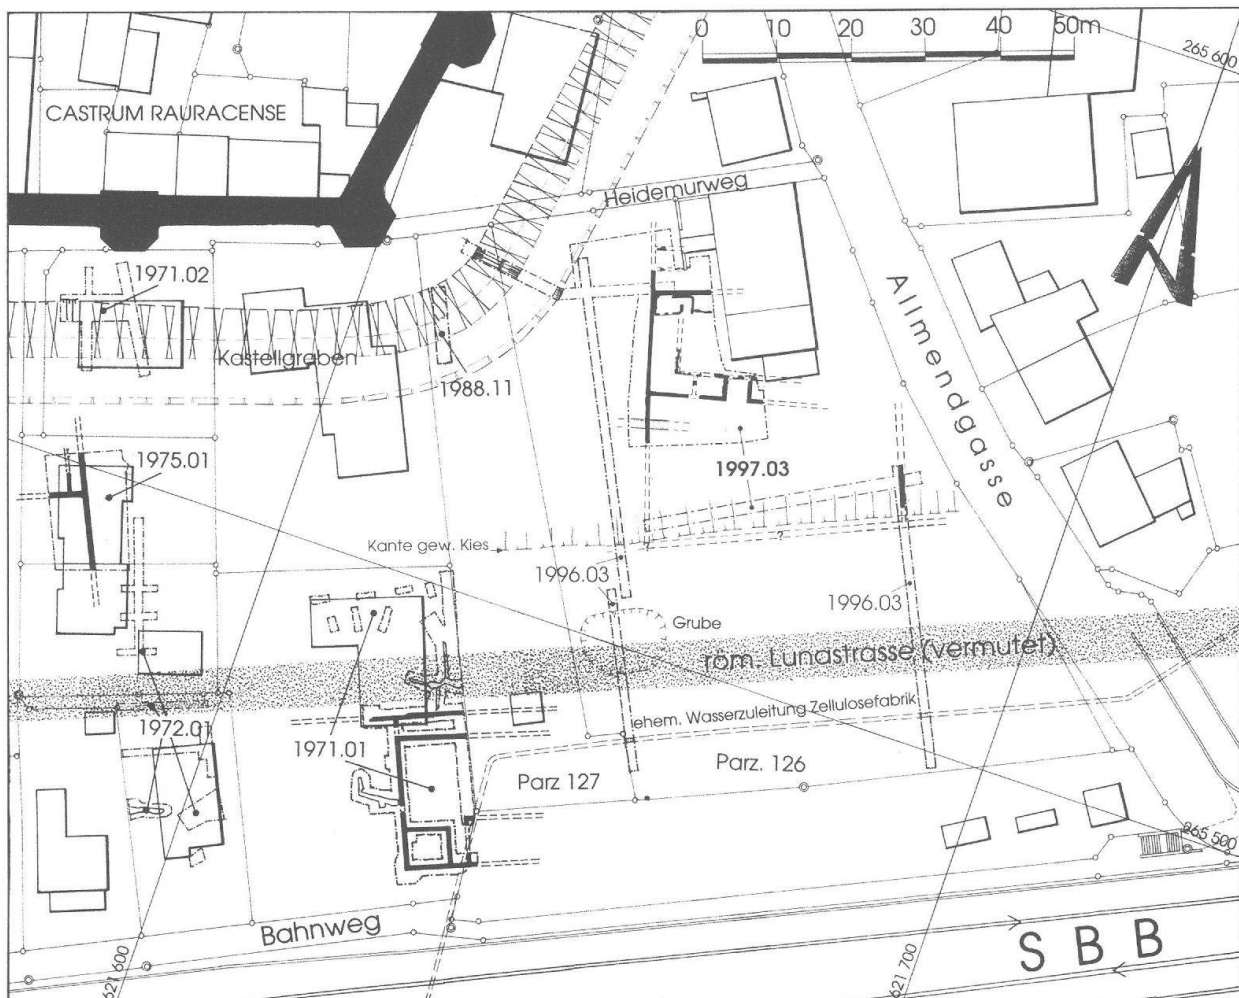 0 10 20 30 40 50m
265 600
CASTRUM RAURACENSE
Heidemurweg
1971.02
Allmendgasse
Kastellgraben
1988.11
1975.01
1997.03
Kante gew. Kies
?
?
1996.03
1996.03
Grube
röm. Lundstrasse (vermutet)
ehem. Wasserzuleitung Zellulosefabrik
1972.01
1971.01
Parz 127
Parz. 126
265 500
Bahnweg
SBB
621 600
621 700